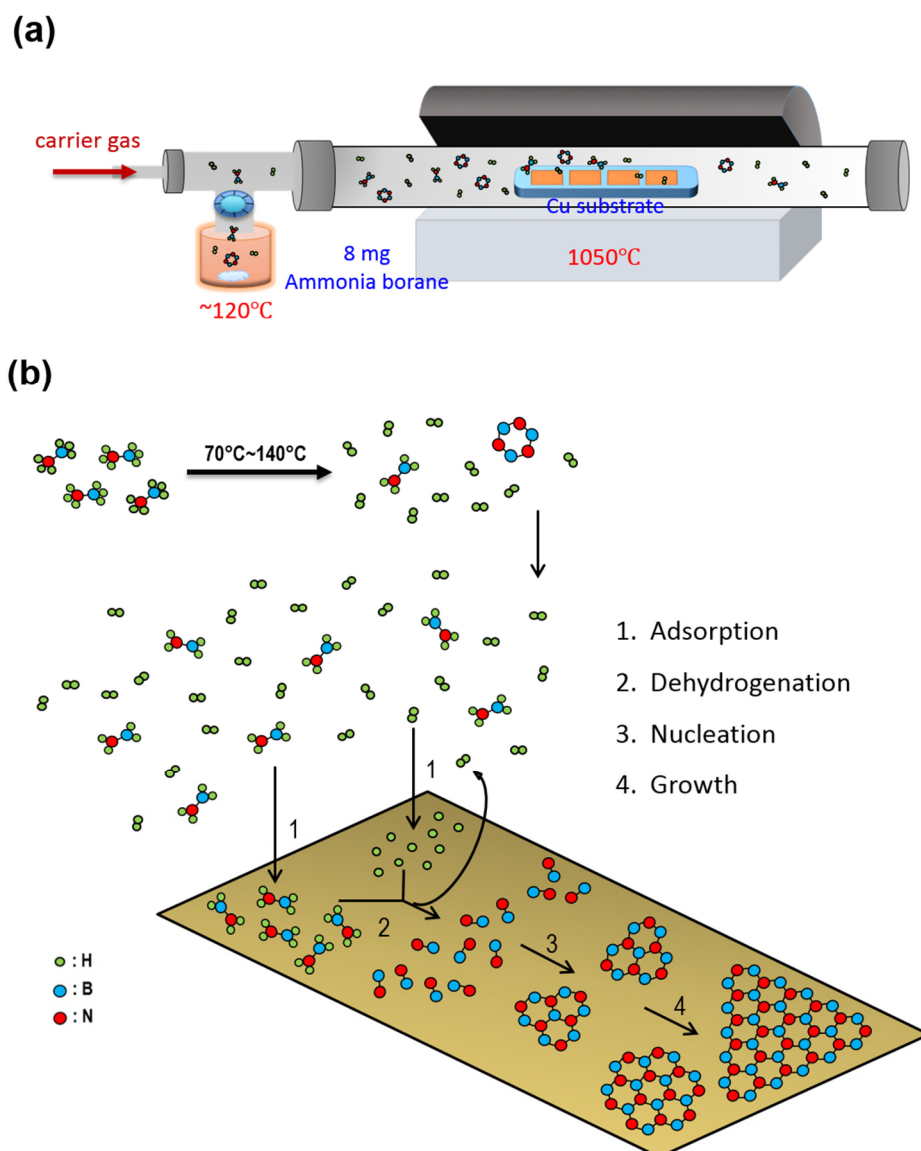 (a)
carrier gas
Cu substrate
8 mg
Ammonia borane
1050℃
~120℃
(b)
70°C~140°C
1. Adsorption
2. Dehydrogenation
3. Nucleation
4. Growth
1
1
2
3
4
: H
: B
: N